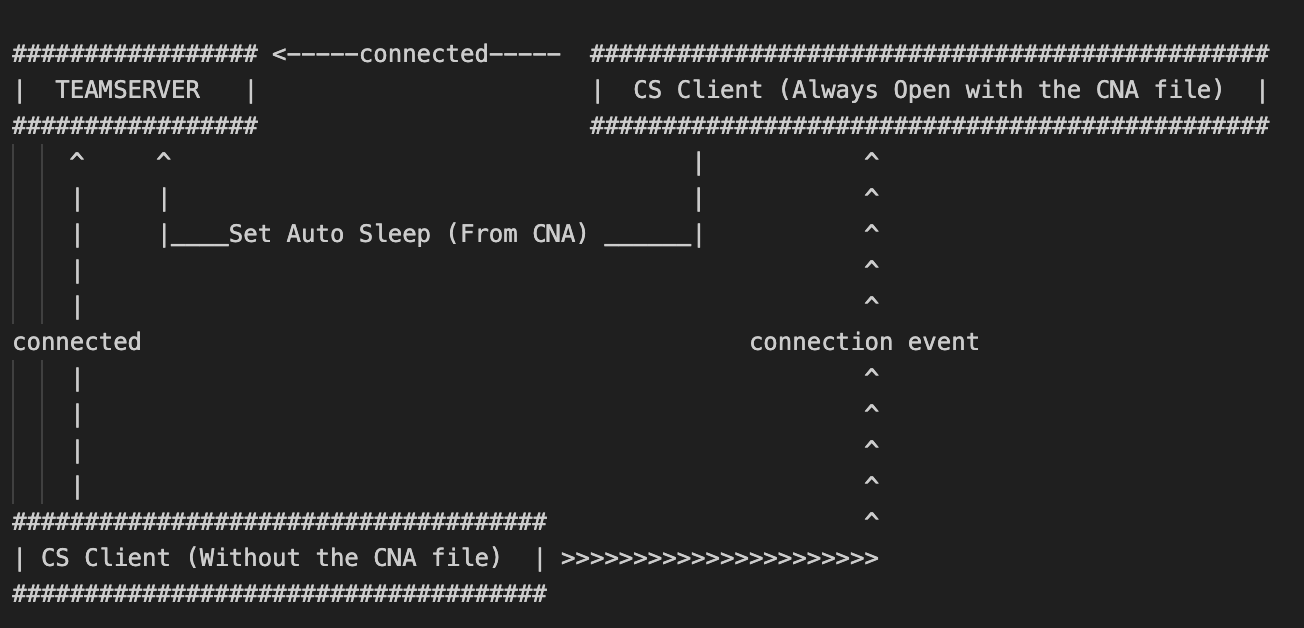 ################# <-----connected-----  ###############################################
|  TEAMSERVER   |                       |  CS Client (Always Open with the CNA file)  |
#################                       ###############################################
    ^     ^                                    |           ^
    |     |                                    |           ^
    |     |____Set Auto Sleep (From CNA) ______|           ^
    |                                                      ^
    |                                                      ^
connected                                          connection event
    |                                                      ^
    |                                                      ^
    |                                                      ^
    |                                                      ^
#####################################                      ^
| CS Client (Without the CNA file)  | >>>>>>>>>>>>>>>>>>>>>>
#####################################